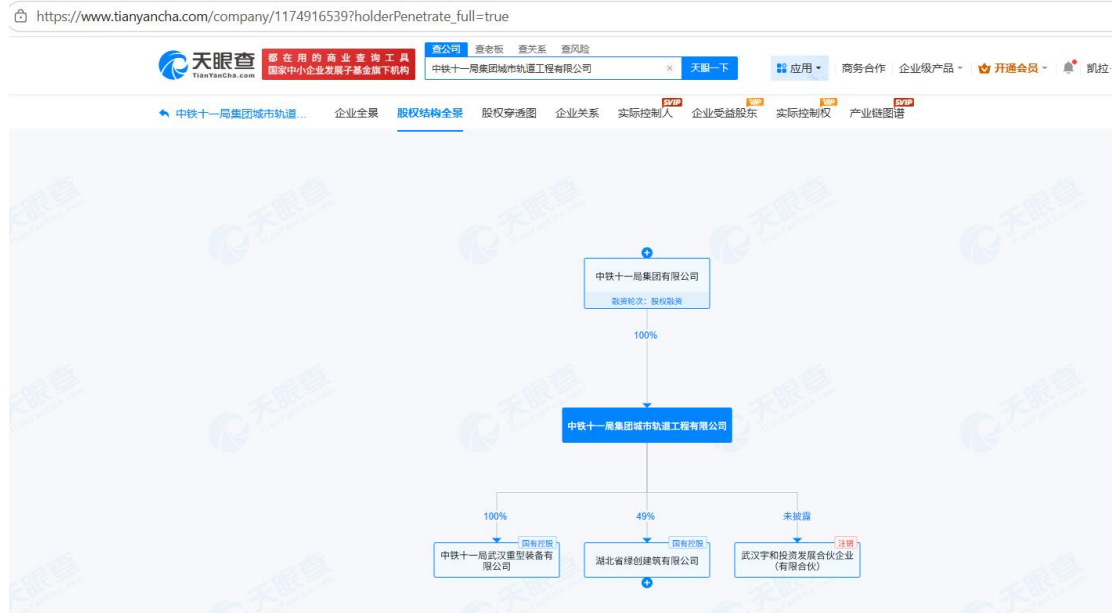 https://www.tianyancha.com/company/1174916539?holderPenetrate_full=true
查公司 查老板 查关系 查风险
天眼查
TianYanCha.com
都在用的商业查询工具
国家中小企业发展子基金旗下机构
中铁十一局集团城市轨道工程有限公司 × 天眼一下
应用 商务合作 企业级产品 开通会员 凯拉
中铁十一局集团城市轨道... 企业全景 股权结构全景 股权穿透图 企业关系 实际控制人 SVIP 企业受益股东 VIP 实际控制权 VIP 产业链图谱 SVIP
中铁十一局集团有限公司
融资轮次：股权融资
100%
中铁十一局集团城市轨道工程有限公司
100% 49% 未披露
国有控股 国有控股 注销
中铁十一局武汉重型装备有限公司
湖北省绿创建筑有限公司
武汉宇和投资发展合伙企业
（有限合伙）
天眼查